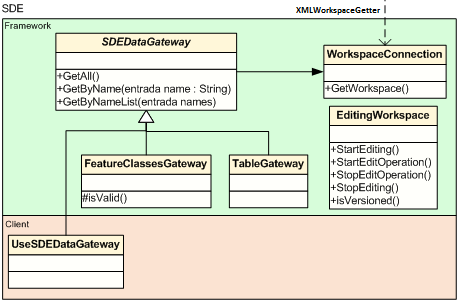 SDE
XMLWorkspaceGetter
Framework
SDEDataGateway
+GetAll()
+GetByName(entrada name : String)
+GetByNameList(entrada names)
WorkspaceConnection
+GetWorkspace()
EditingWorkspace
+StartEditing()
+StartEditOperation()
+StopEditOperation()
+StopEditing()
+isVersioned()
FeatureClassesGateway
#isValid()
TableGateway
Client
UseSDEDataGateway